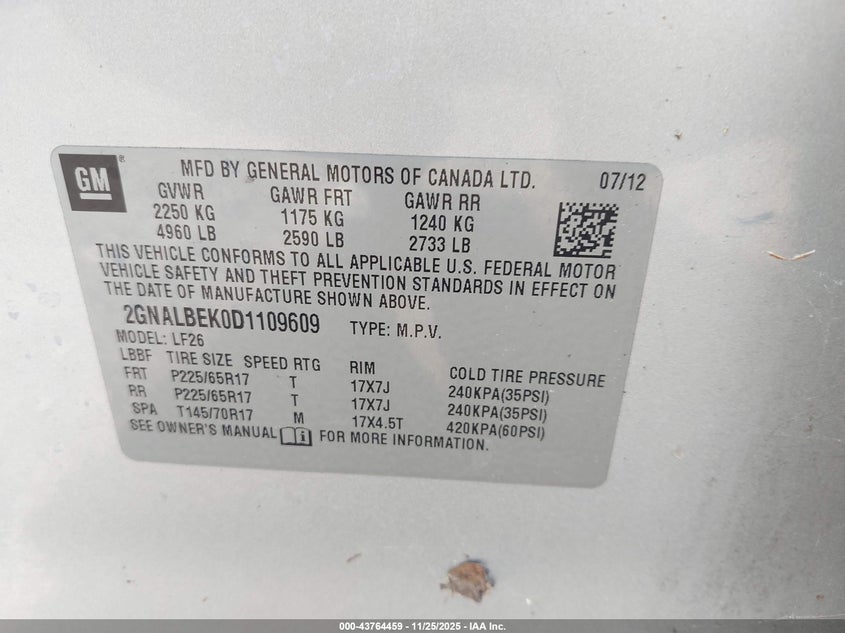 GM ®
MFD BY GENERAL MOTORS OF CANADA LTD. 07/12
GVWR GAWR FRT GAWR RR
2250 KG 1175 KG 1240 KG
4960 LB 2590 LB 2733 LB
THIS VEHICLE CONFORMS TO ALL APPLICABLE U.S. FEDERAL MOTOR
VEHICLE SAFETY AND THEFT PREVENTION STANDARDS IN EFFECT ON
THE DATE OF MANUFACTURE SHOWN ABOVE.
2GNALBEK0D1109609 TYPE: M.P.V.
MODEL: LF26
LBBF TIRE SIZE SPEED RTG RIM COLD TIRE PRESSURE
FRT P225/65R17 T 17X7J 240KPA(35PSI)
RR P225/65R17 T 17X7J 240KPA(35PSI)
SPA T145/70R17 M 17X4.5T 420KPA(60PSI)
SEE OWNER'S MANUAL FOR MORE INFORMATION.
000-43764459 - 11/25/2025 - IAA Inc.